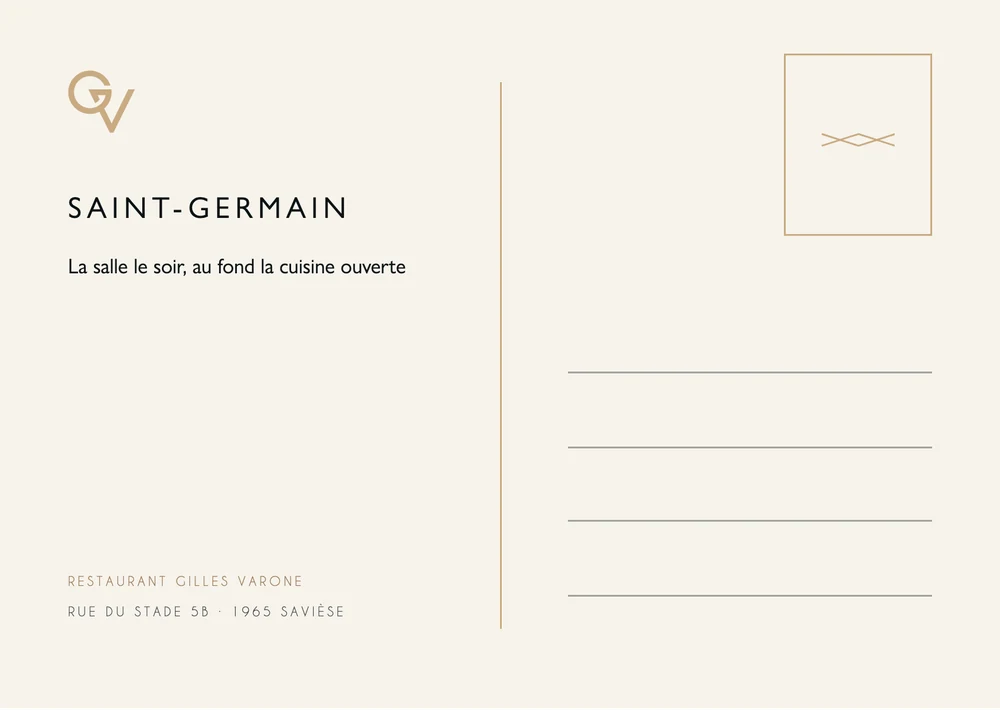 GV
SAINT-GERMAIN
La salle le soir, au fond la cuisine ouverte
RESTAURANT GILLES VARONE
RUE DU STADE 5B · 1965 SAVIÈSE